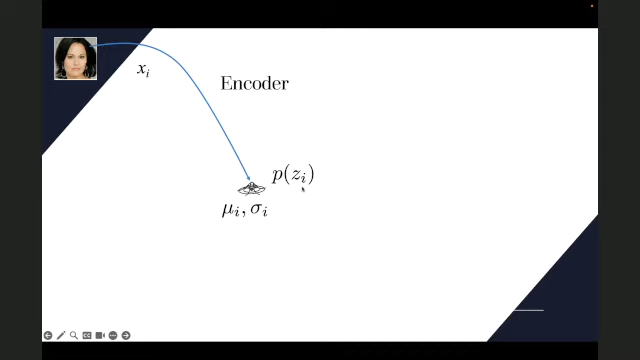 x_i
Encoder
p(z_i)
μ_i, σ_i